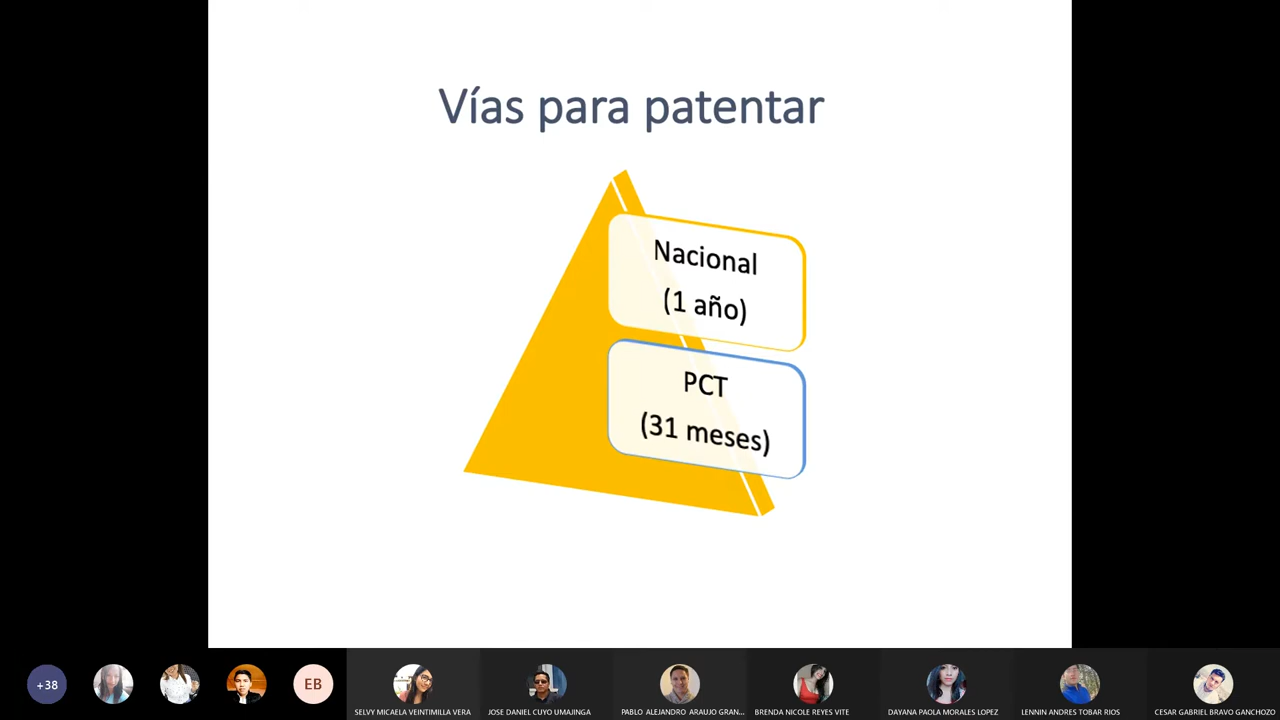 Vías para patentar
Nacional
(1 año)
PCT
(31 meses)
+38
EB
SELVY MICAELA VEINTIMILLA VERA
JOSE DANIEL CUYO UMAJINGA
PABLO ALEJANDRO ARAUJO GRAN...
BRENDA NICOLE REYES VITE
DAYANA PAOLA MORALES LOPEZ
LENNIN ANDRES TOBAR RIOS
CESAR GABRIEL BRAVO GANCHOZO